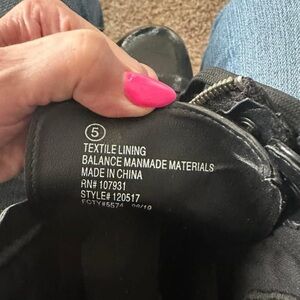 5
TEXTILE LINING
BALANCE MANMADE MATERIALS
MADE IN CHINA
RN# 107931
STYLE# 120517